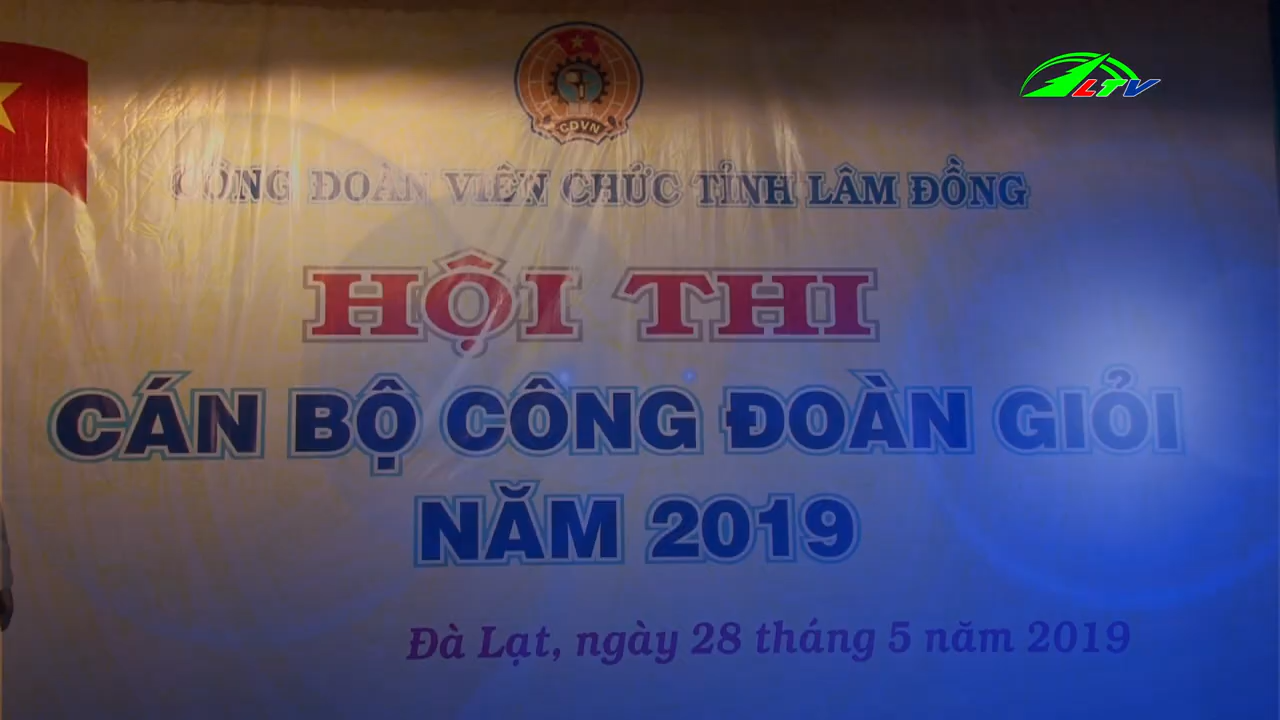 LTV
CDVN
CÔNG ĐOÀN VIÊN CHỨC TỈNH LÂM ĐỒNG
HỘI THI
CÁN BỘ CÔNG ĐOÀN GIỎI
NĂM 2019
Đà Lạt, ngày 28 tháng 5 năm 2019